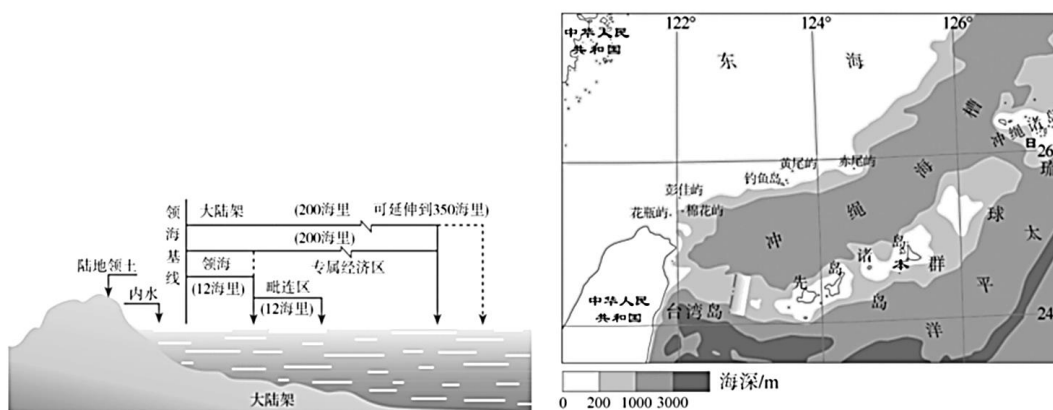 领海基线
大陆架
(200海里
可延伸到350海里)
(200海里)
专属经济区
领海
(12海里)
毗连区
(12海里)
陆地领土
内水
大陆架
122°
124°
126°
中华人民
共和国
东海
冲绳海槽
冲绳诸岛
日本
26
琉球群岛
黄尾屿
赤尾屿
钓鱼岛
彭佳屿
花瓶屿
棉花屿
先岛诸岛
太平洋
中华人民
共和国
台湾岛
24
海深/m
0 200 1000 3000